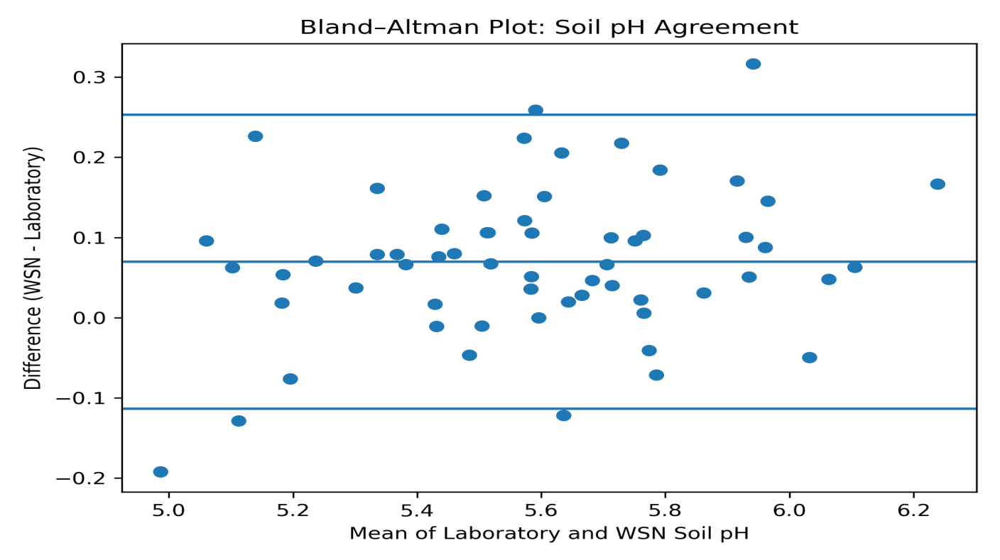 Bland–Altman Plot: Soil pH Agreement
Difference (WSN - Laboratory)
0.3
0.2
0.1
0.0
−0.1
−0.2
5.0 5.2 5.4 5.6 5.8 6.0 6.2
Mean of Laboratory and WSN Soil pH